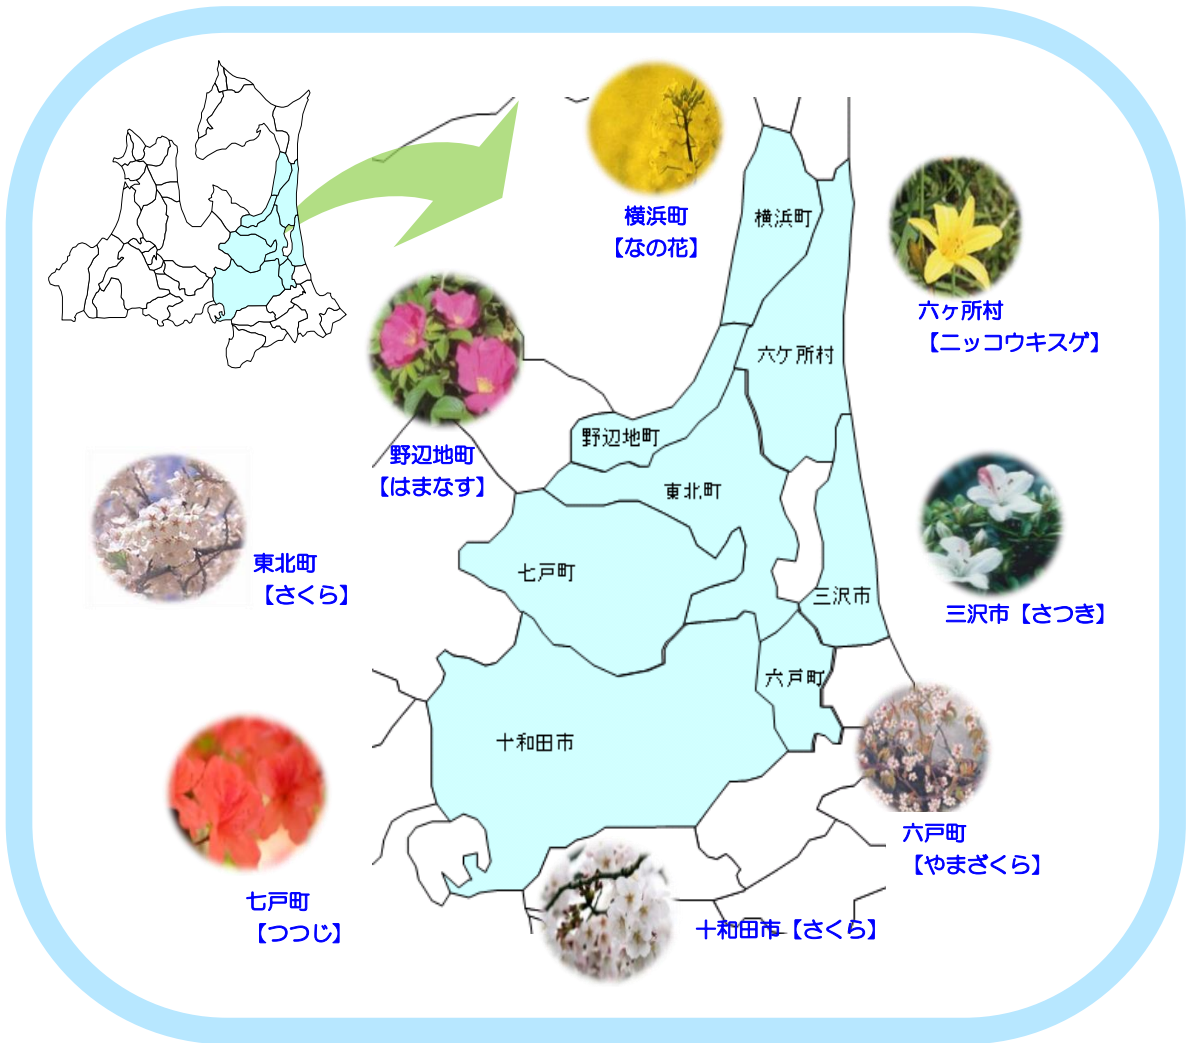 横浜町
【なの花】
横浜町
六ヶ所村
【ニッコウキスゲ】
六ケ所村
野辺地町
野辺地町
【はまなす】
東北町
東北町
【さくら】
七戸町
三沢市
三沢市【さつき】
六戸町
十和田市
六戸町
【やまざくら】
七戸町
【つつじ】
十和田市【さくら】